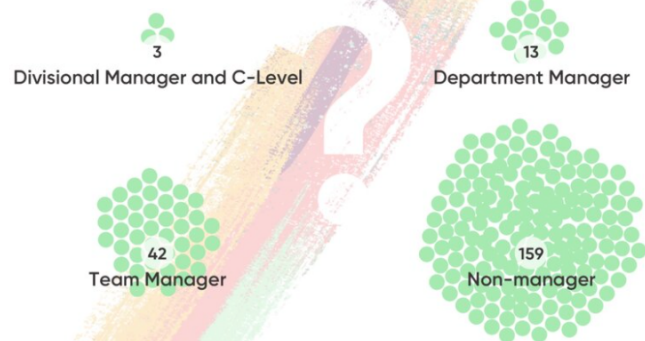 3
Divisional Manager and C-Level
13
Department Manager
?
42
Team Manager
159
Non-manager